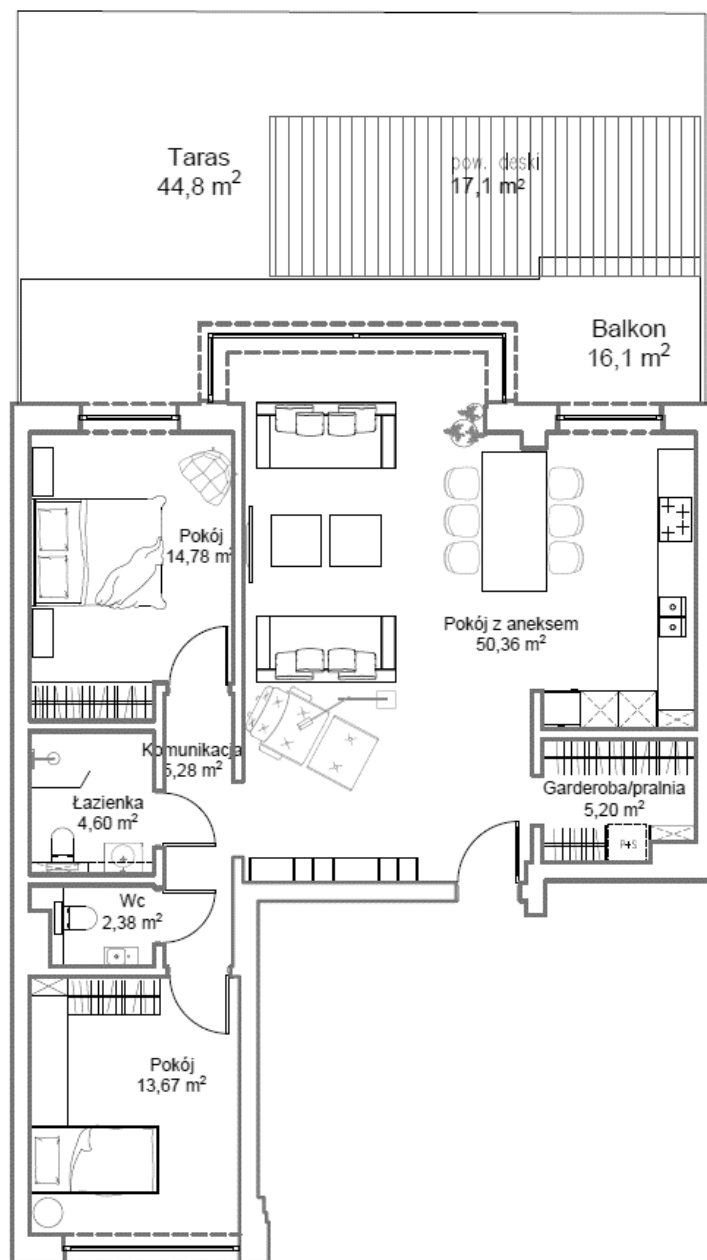 Taras
44,8 m²
pow. deski
17,1 m²
Balkon
16,1 m²
Pokój
14,78 m²
Pokój z aneksem
50,36 m²
Komunikacja
5,28 m²
Łazienka
4,60 m²
Garderoba/pralnia
5,20 m²
P+S
Wc
2,38 m²
Pokój
13,67 m²